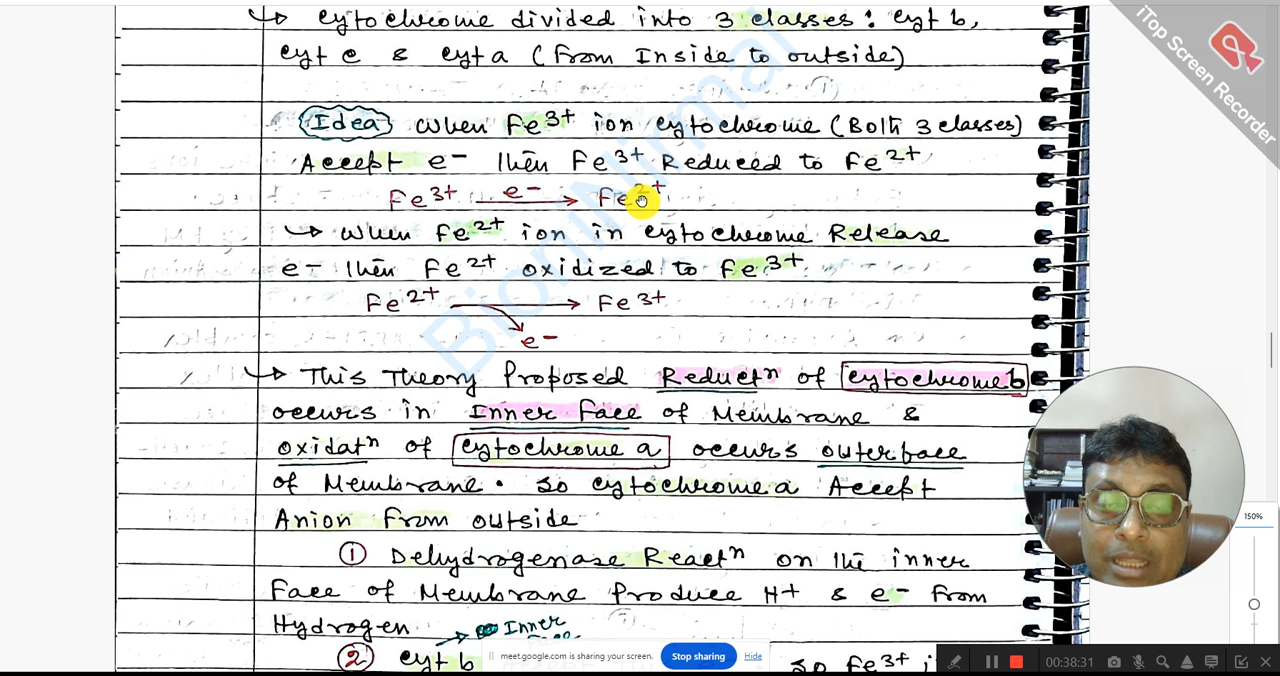 ↳ Cytochrome divided into 3 classes : cyt b,
cyt c & cyt a (From Inside to outside)
Idea When Fe3+ ion cytochrome (Both 3 classes)
Accept e- Then Fe3+ Reduced to Fe2+
Fe3+ e- → Fe2+
↳ When Fe2+ ion in cytochrome Release
e- Then Fe2+ oxidized to Fe3+
Fe2+ → Fe3+
e-
↳ This Theory Proposed Reductn of cytochrome b
occurs in Inner Face of Membrane &
oxidatn of cytochrome a occurs outerface
of Membrane. So cytochrome a Accept
Anion From outside
① Dehydrogenase Reactn on the inner
Face of Membrane Produce H+ & e- From
Hydrogen
Inner
② cyt b
so Fe3+
iTop Screen Recorder
150%
meet.google.com is sharing your screen.
Stop sharing
Hide
00:38:31